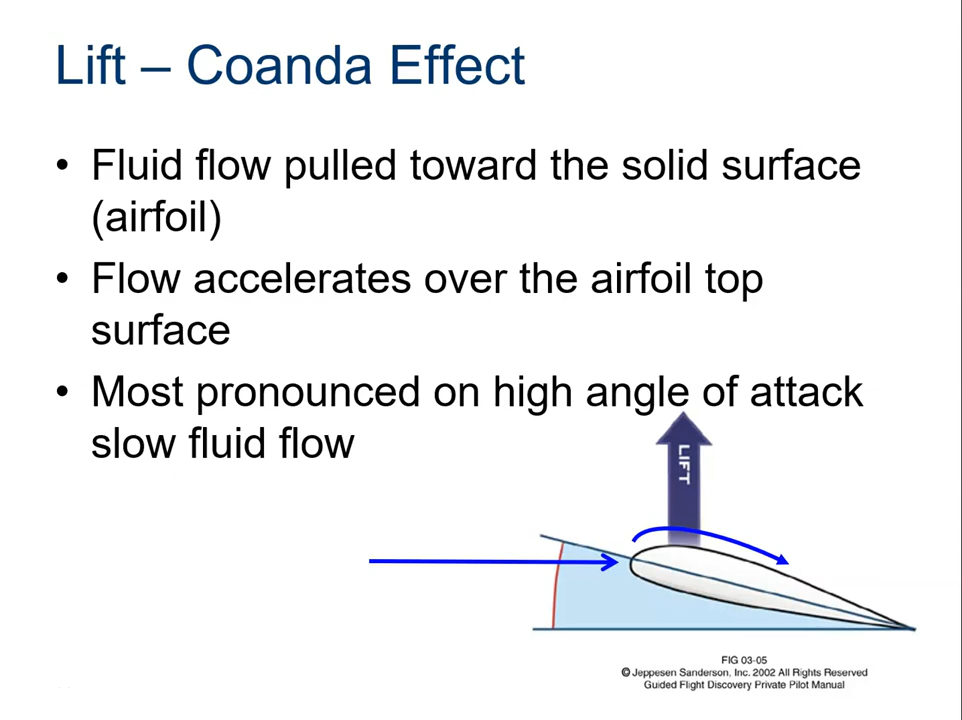 Lift – Coanda Effect
• Fluid flow pulled toward the solid surface
(airfoil)
• Flow accelerates over the airfoil top
surface
• Most pronounced on high angle of attack
slow fluid flow
LIFT
FIG 03-05
© Jeppesen Sanderson, Inc. 2002 All Rights Reserved
Guided Flight Discovery Private Pilot Manual